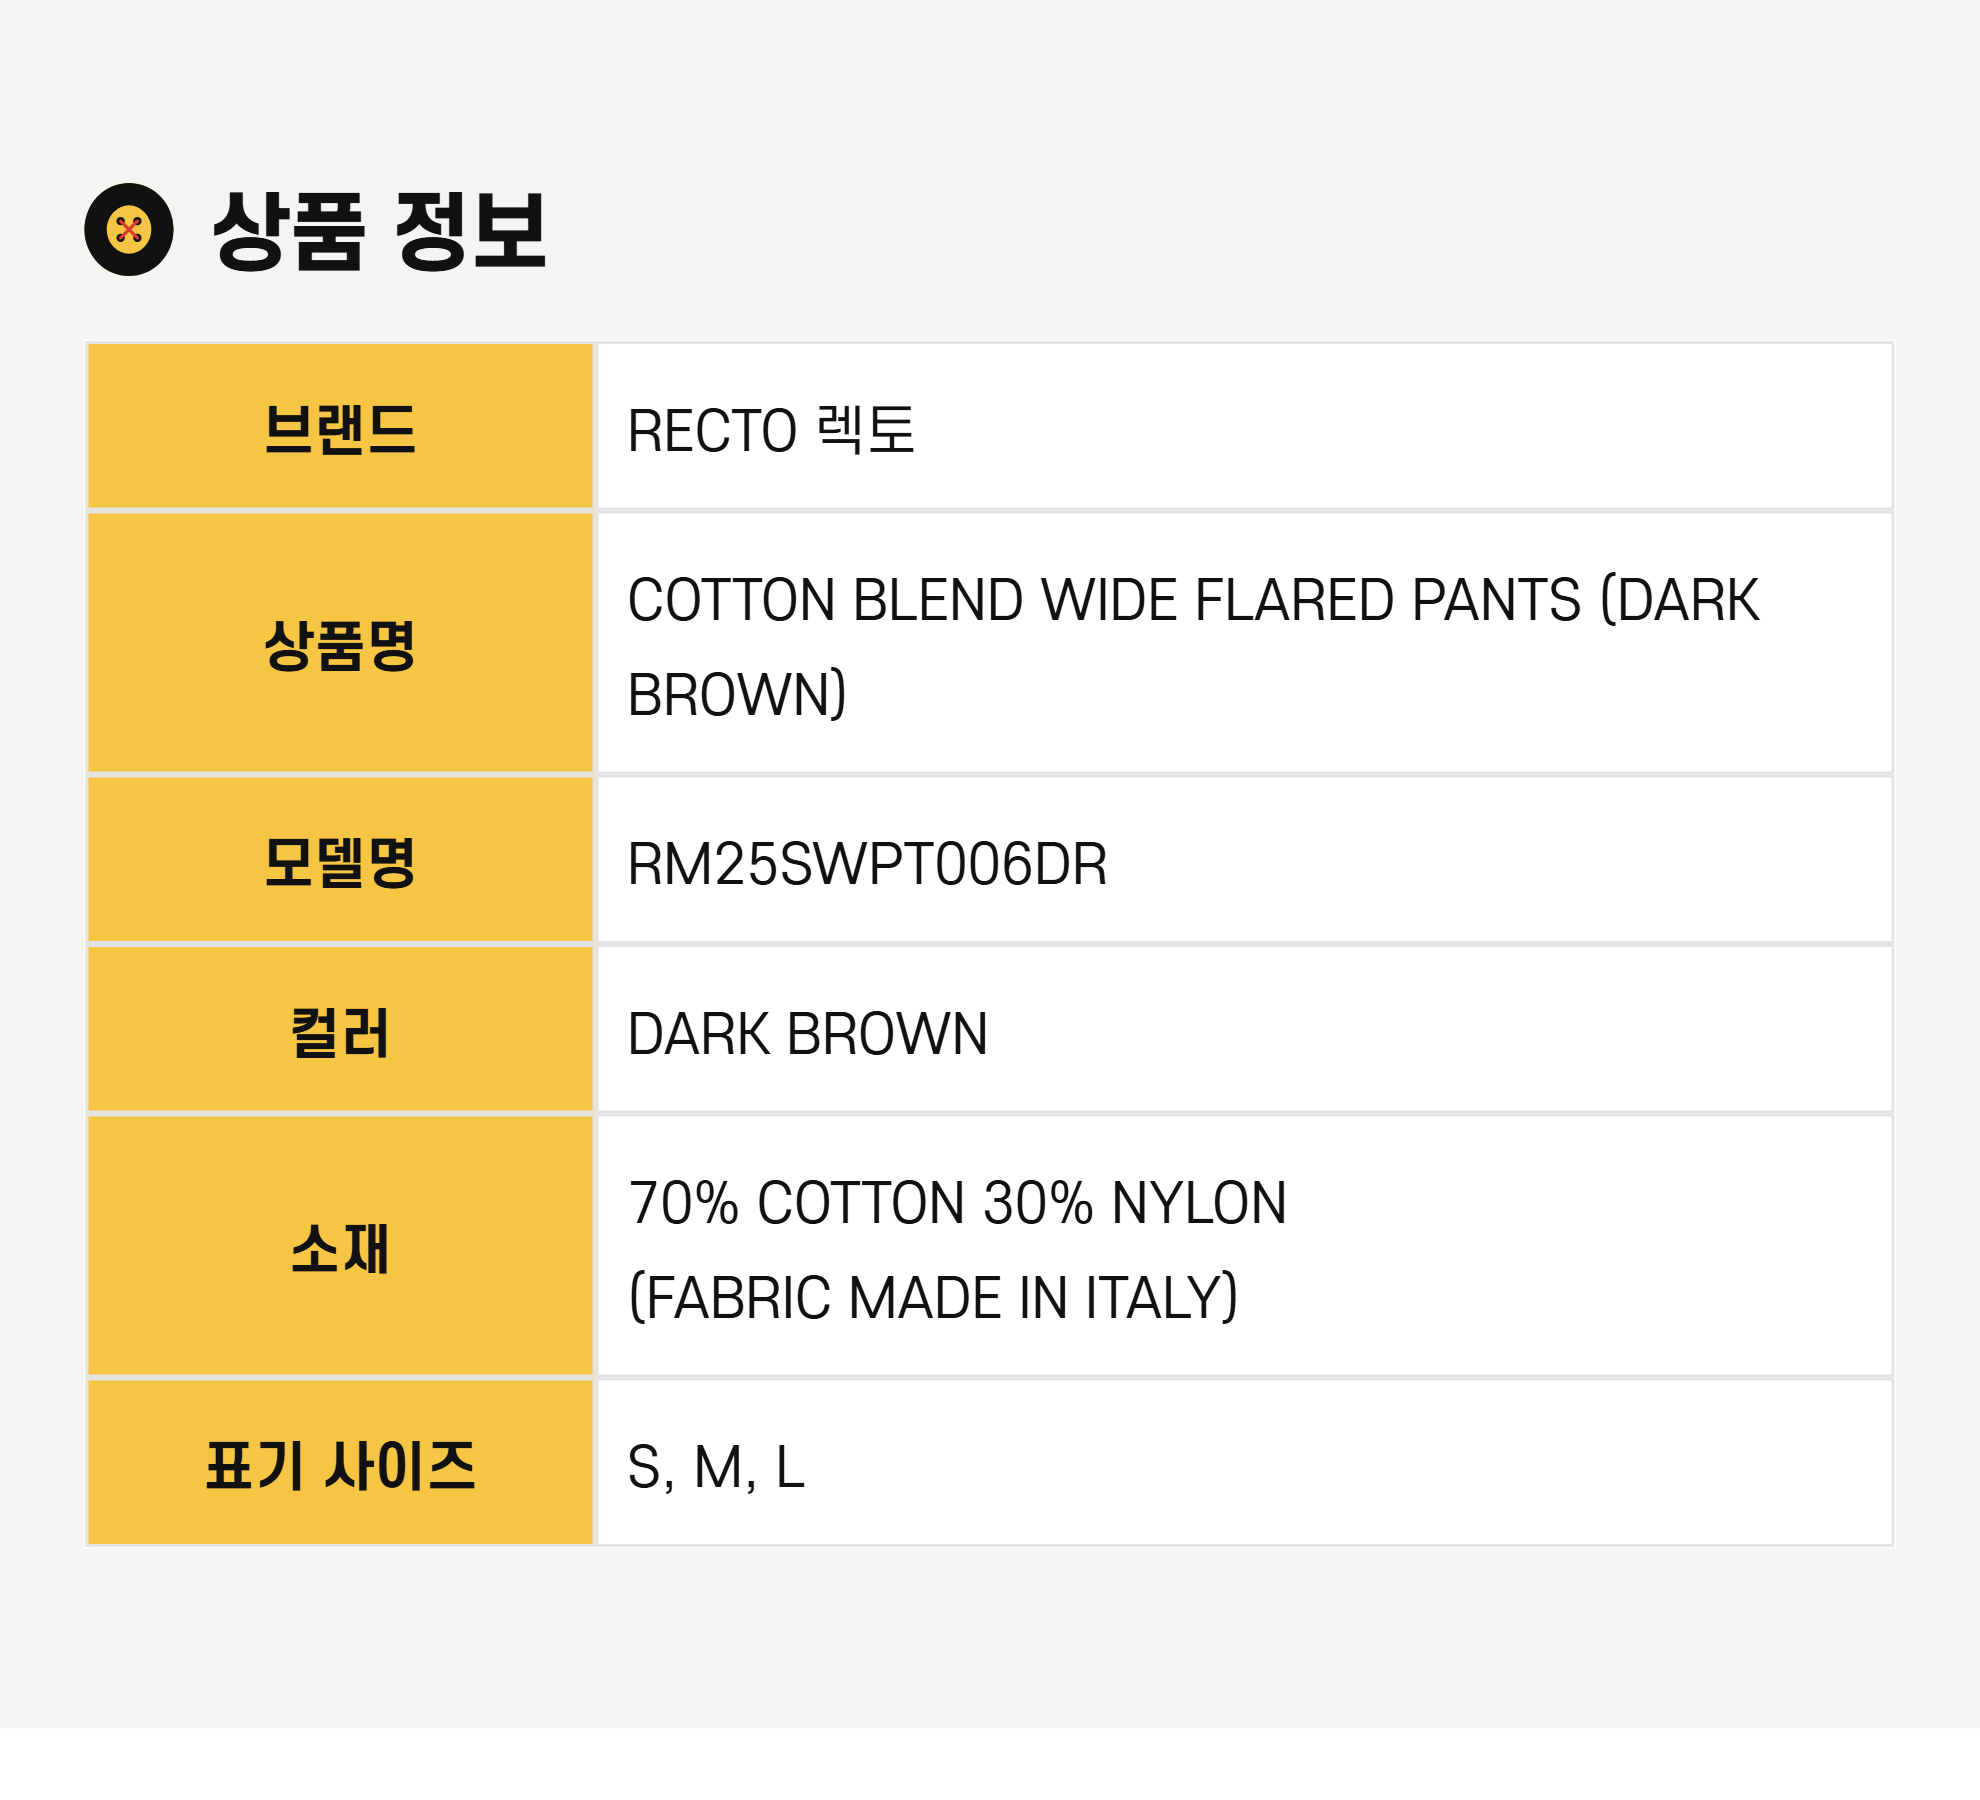 상품 정보
브랜드
RECTO 렉토
상품명
COTTON BLEND WIDE FLARED PANTS (DARK
BROWN)
모델명
RM25SWPT006DR
컬러
DARK BROWN
소재
70% COTTON 30% NYLON
(FABRIC MADE IN ITALY)
표기 사이즈
S, M, L